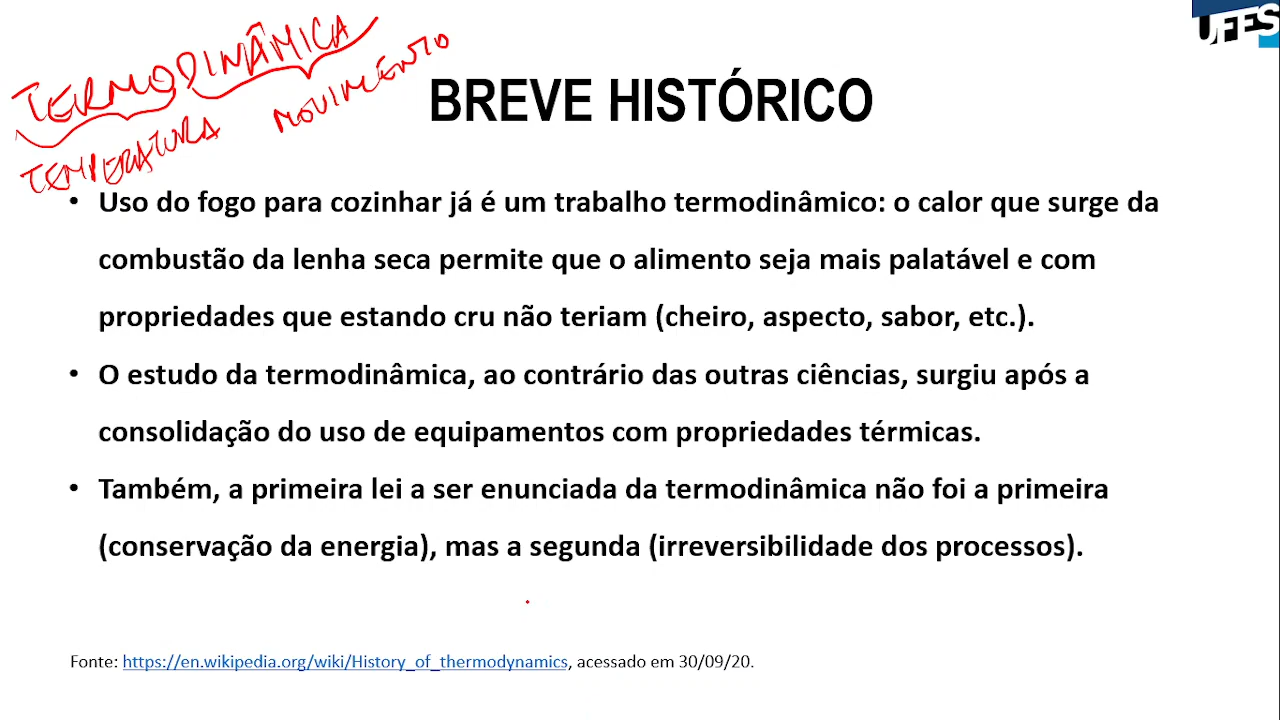 UFES
TERMODINÂMICA
TEMPERATURA MOVIMENTO
BREVE HISTÓRICO
• Uso do fogo para cozinhar já é um trabalho termodinâmico: o calor que surge da
combustão da lenha seca permite que o alimento seja mais palatável e com
propriedades que estando cru não teriam (cheiro, aspecto, sabor, etc.).
• O estudo da termodinâmica, ao contrário das outras ciências, surgiu após a
consolidação do uso de equipamentos com propriedades térmicas.
• Também, a primeira lei a ser enunciada da termodinâmica não foi a primeira
(conservação da energia), mas a segunda (irreversibilidade dos processos).
Fonte: https://en.wikipedia.org/wiki/History_of_thermodynamics, acessado em 30/09/20.